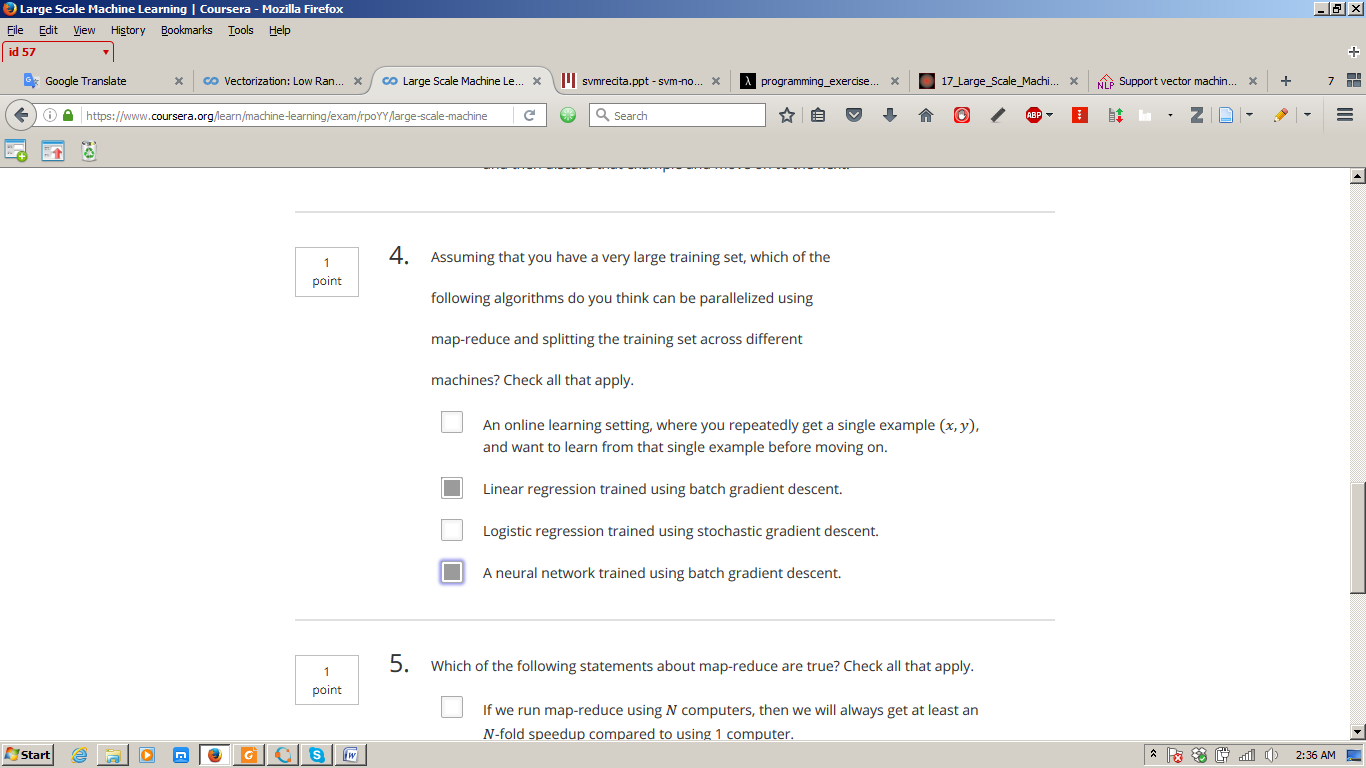 Large Scale Machine Learning | Coursera - Mozilla Firefox
File Edit View History Bookmarks Tools Help
id 57
Google Translate
Vectorization: Low Ran...
Large Scale Machine Le...
svmrecita.ppt - svm-no...
programming_exercise...
17_Large_Scale_Machi...
NLP
Support vector machin...
7
https://www.coursera.org/learn/machine-learning/exam/rpoYY/large-scale-machine
Search
ABP
Z
1
point
4.
Assuming that you have a very large training set, which of the
following algorithms do you think can be parallelized using
map-reduce and splitting the training set across different
machines? Check all that apply.
An online learning setting, where you repeatedly get a single example (x, y),
and want to learn from that single example before moving on.
Linear regression trained using batch gradient descent.
Logistic regression trained using stochastic gradient descent.
A neural network trained using batch gradient descent.
1
point
5.
Which of the following statements about map-reduce are true? Check all that apply.
If we run map-reduce using N computers, then we will always get at least an
N-fold speedup compared to using 1 computer.
Start
2:36 AM